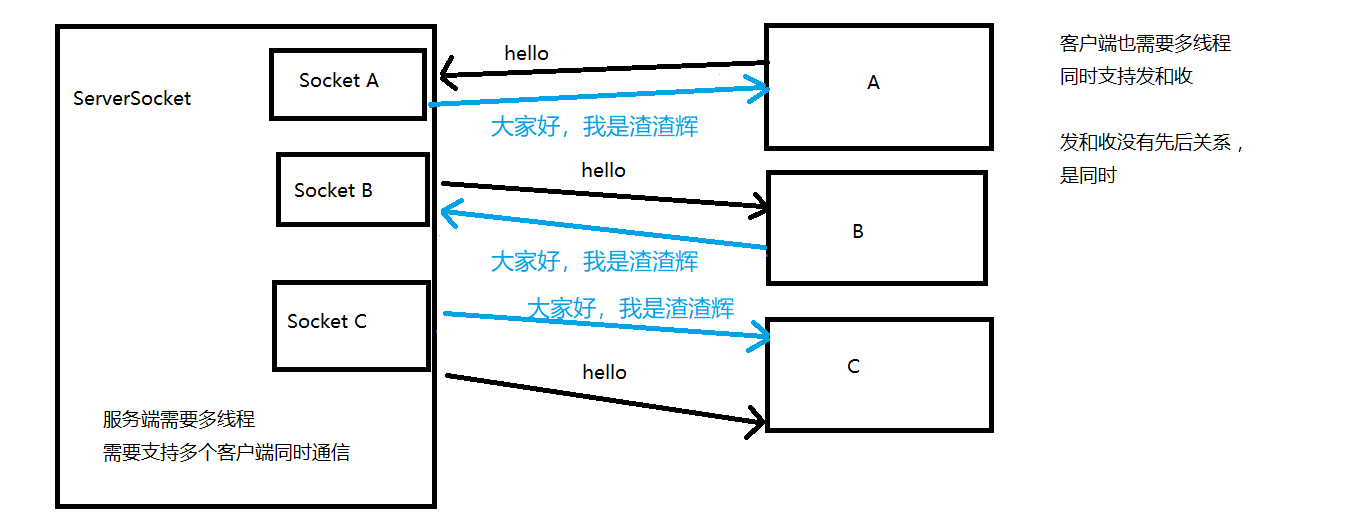 ServerSocket
Socket A
hello
大家好，我是渣渣辉
A
客户端也需要多线程
同时支持发和收
发和收没有先后关系，
是同时
Socket B
hello
大家好，我是渣渣辉
B
Socket C
大家好，我是渣渣辉
hello
C
服务端需要多线程
需要支持多个客户端同时通信